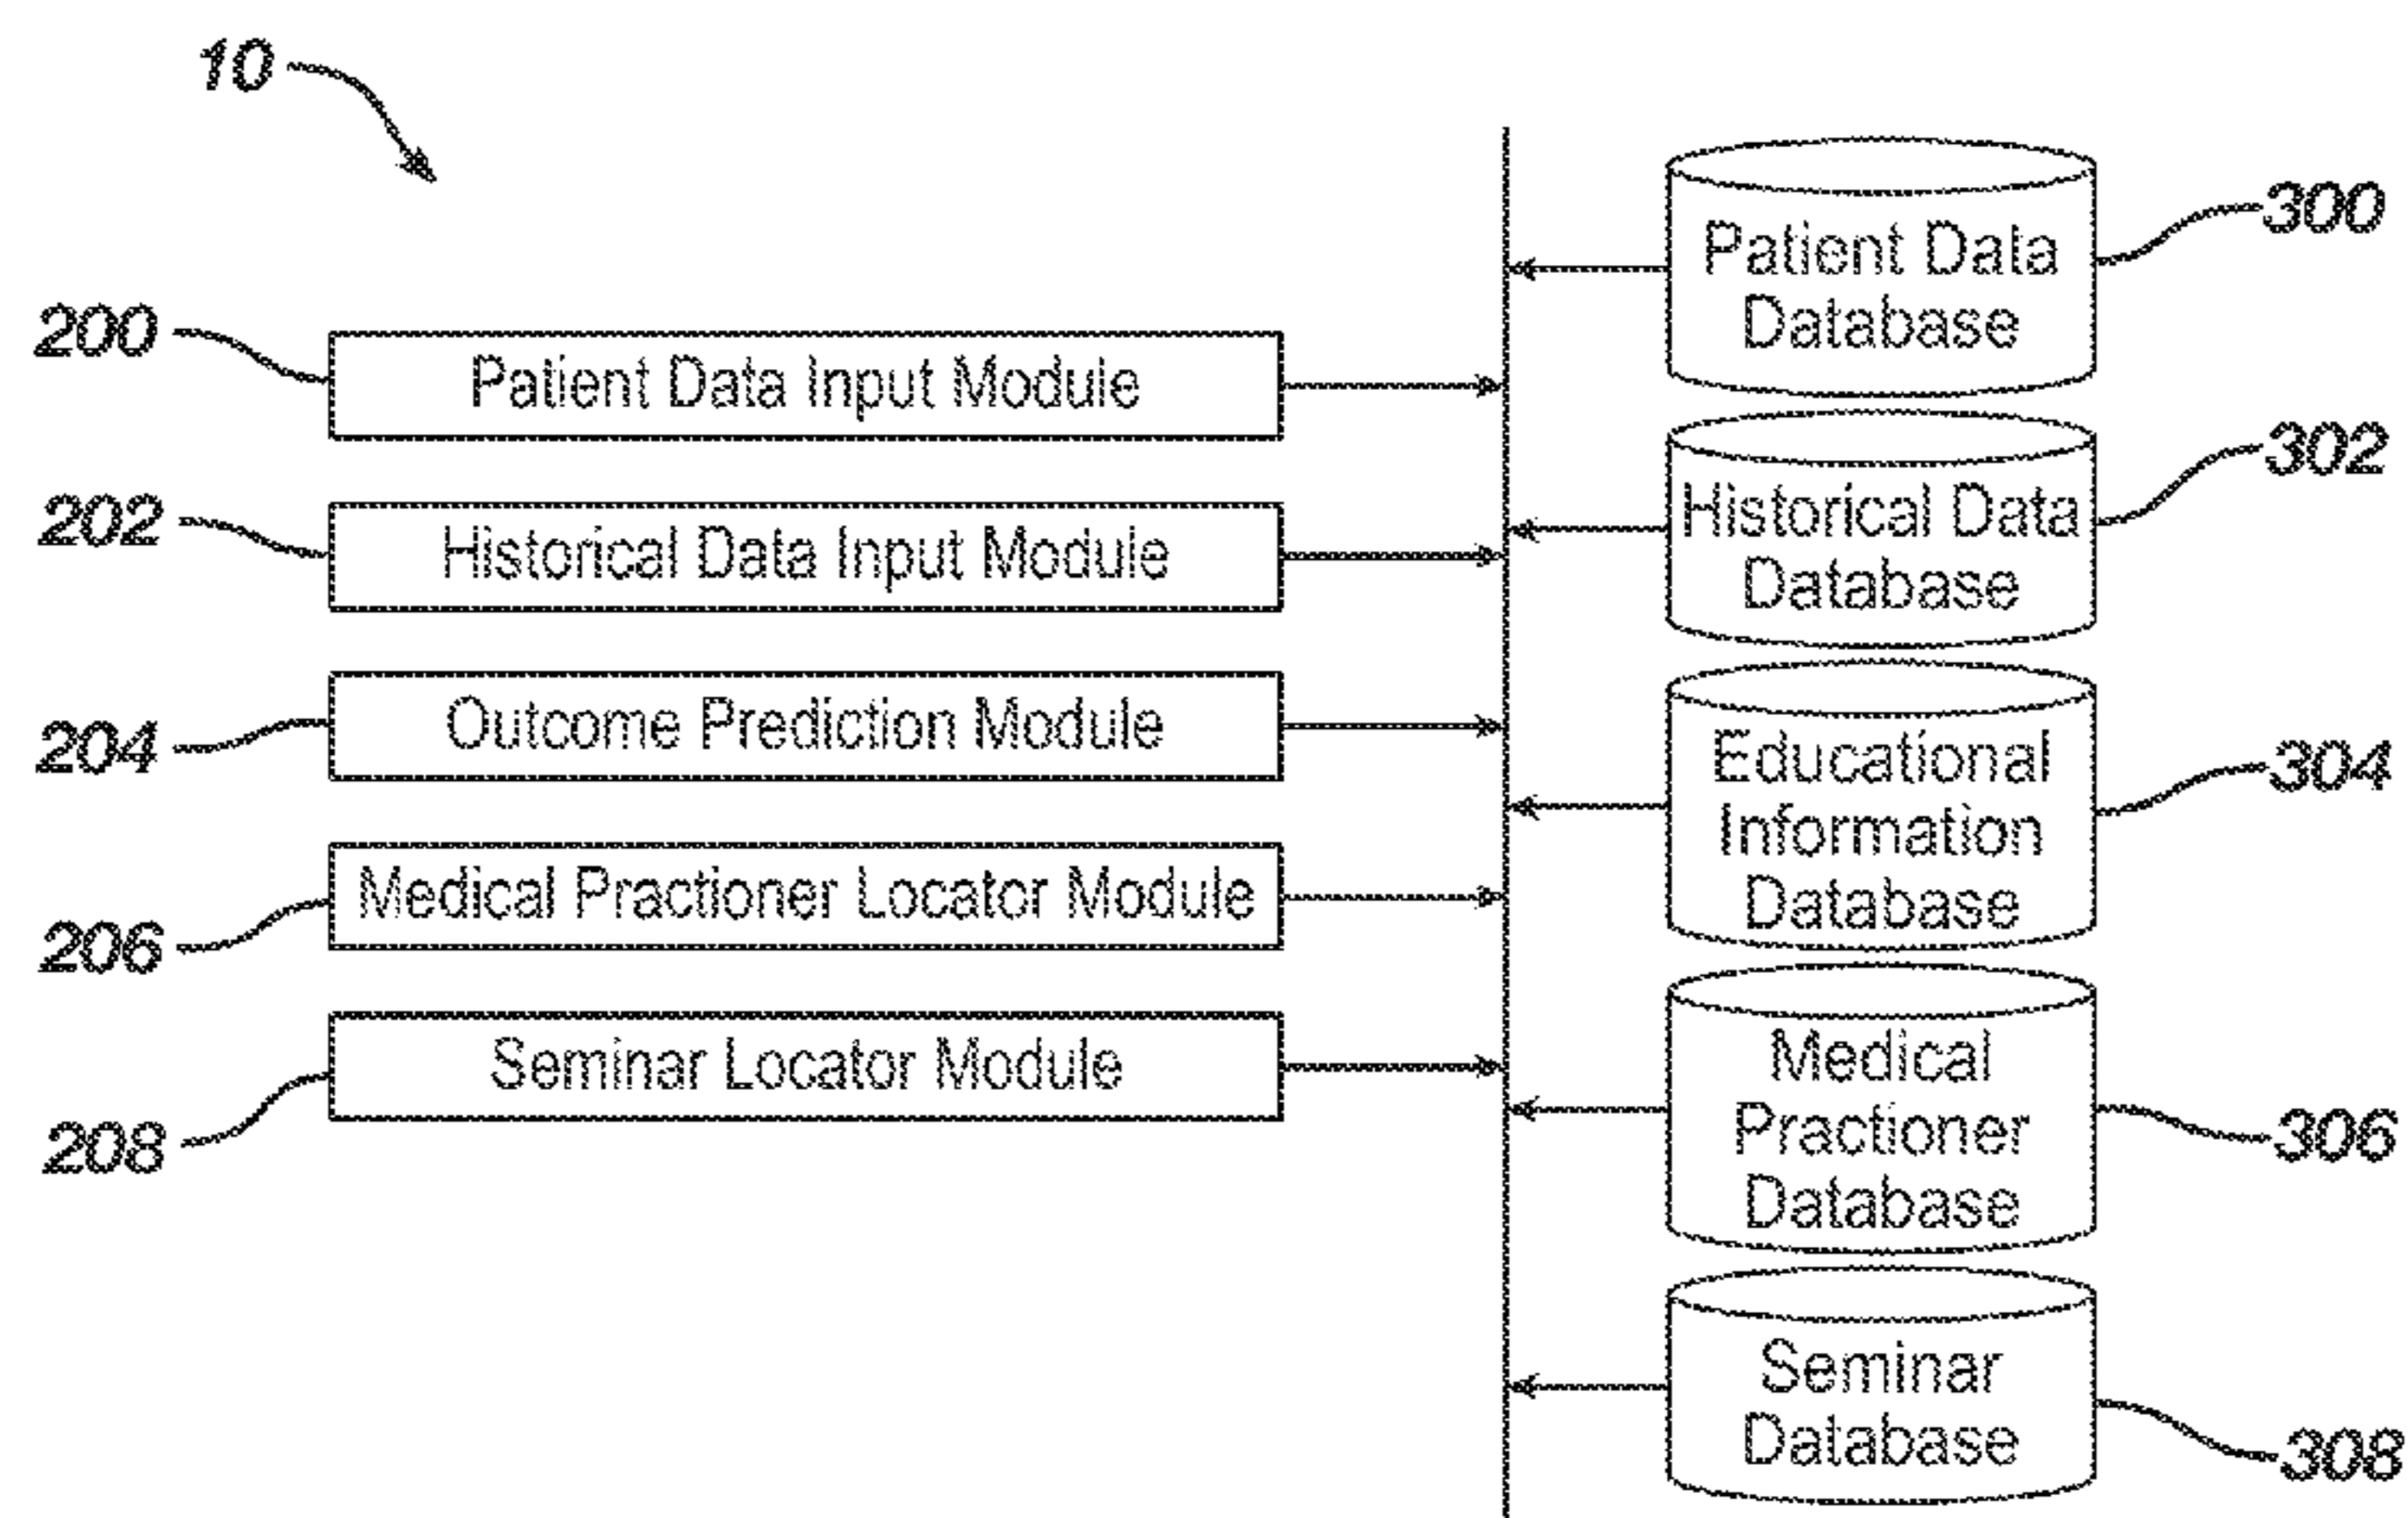 10
200
Patient Data Input Module
202
Historical Data Input Module
204
Outcome Prediction Module
206
Medical Practioner Locator Module
208
Seminar Locator Module
Patient Data
Database
300
Historical Data
Database
302
Educational
Information
Database
304
Medical
Practioner
Database
306
Seminar
Database
308